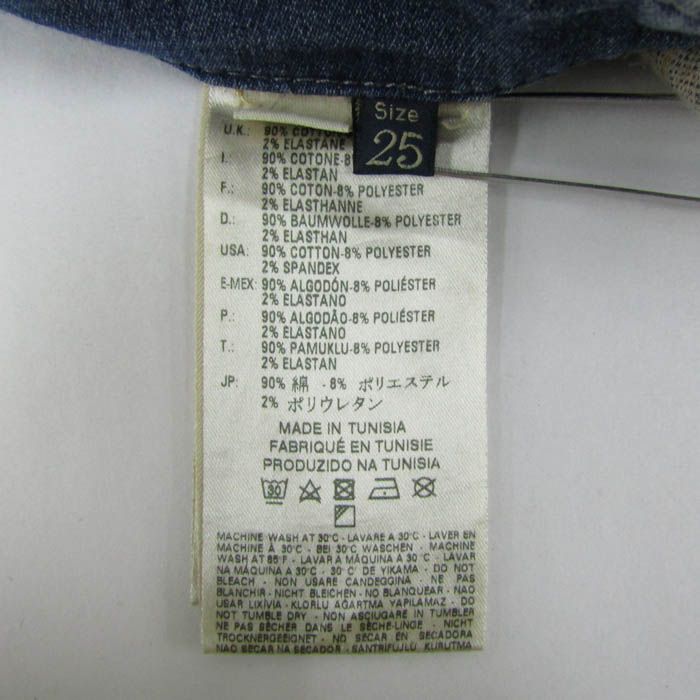 Size
25
U.K.: 90% COTTON-8
2% ELASTANE
I.: 90% COTONE-8%
2% ELASTAN
F.: 90% COTON-8% POLYESTER
2% ELASTHANNE
D.: 90% BAUMWOLLE-8% POLYESTER
2% ELASTHAN
USA: 90% COTTON-8% POLYESTER
2% SPANDEX
E-MEX: 90% ALGODÓN-8% POLIÉSTER
2% ELASTANO
P.: 90% ALGODÃO-8% POLIÉSTER
2% ELASTANO
T.: 90% PAMUKLU-8% POLYESTER
2% ELASTAN
JP: 90% 綿 -8% ポリエステル
2% ポリウレタン
MADE IN TUNISIA
FABRIQUÉ EN TUNISIE
PRODUZIDO NA TUNISIA
30
MACHINE WASH AT 30°C - LAVARE A 30°C - LAVER EN
MACHINE À 30°C - BEI 30°C WASCHEN - MACHINE
WASH AT 85°F - LAVAR A MÁQUINA A 30°C - LAVAR
NA MÁQUINA A 30°C - 30°C' DE YIKAMA - DO NOT
BLEACH - NON USARE CANDEGGINA - NE PAS
BLANCHIR - NICHT BLEICHEN - NO BLANQUEAR - NÃO
USAR LIXÍVIA - KLORLU AĞARTMA YAPILAMAZ - DO
NOT TUMBLE DRY - NON ASCIUGARE IN TUMBLER
NE PAS SÉCHER DANS LE SÈCHE-LINGE - NICHT
TROCKNERGEEIGNET - NO SECAR EN SECADORA
NAO SECAR NA SECADOR - SANTRIFUJLU KURUTMA